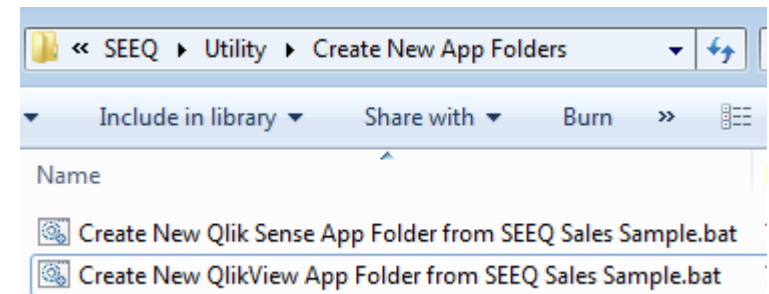 « SEEQ Utility Create New App Folders
Include in library Share with Burn »
Name
Create New Qlik Sense App Folder from SEEQ Sales Sample.bat
Create New QlikView App Folder from SEEQ Sales Sample.bat